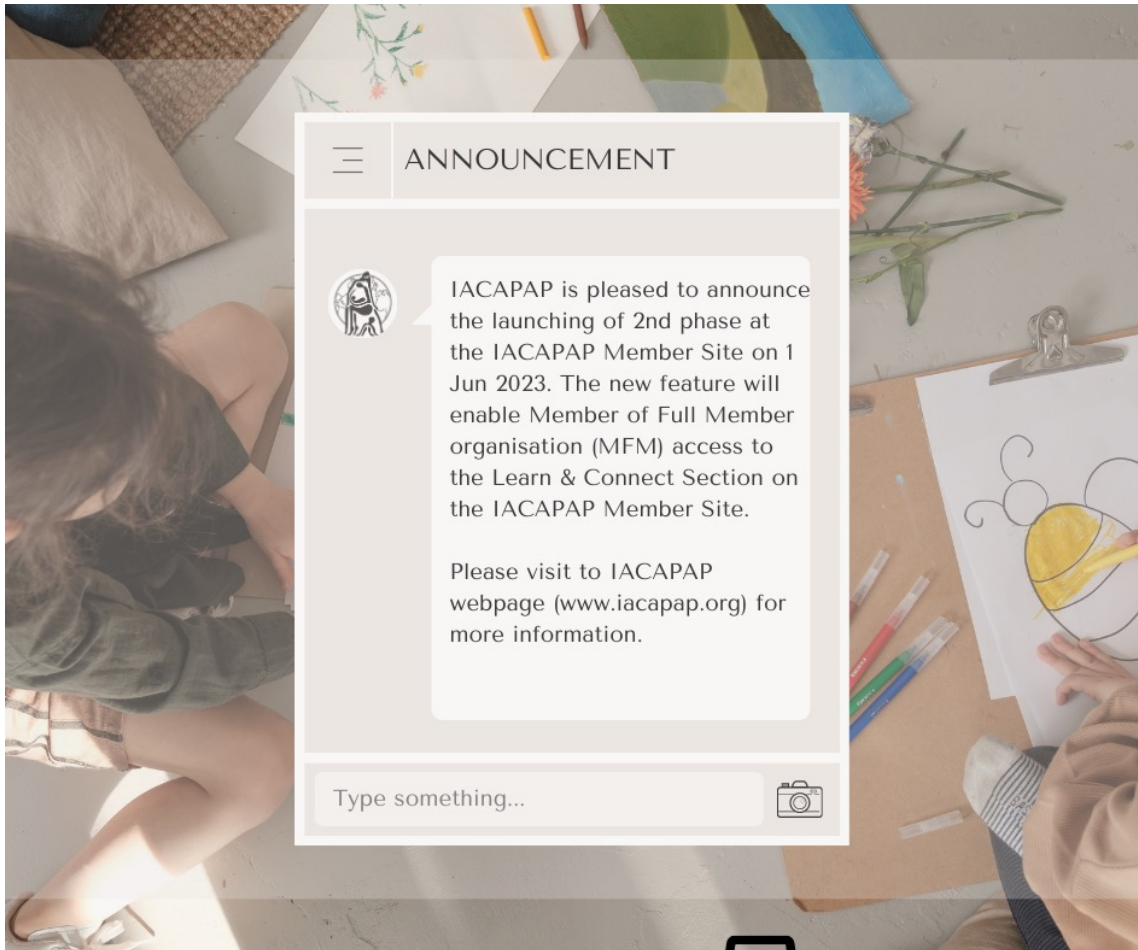 ANNOUNCEMENT
IACAPAP is pleased to announce
the launching of 2nd phase at
the IACAPAP Member Site on 1
Jun 2023. The new feature will
enable Member of Full Member
organisation (MFM) access to
the Learn & Connect Section on
the IACAPAP Member Site.
Please visit to IACAPAP
webpage (www.iacapap.org) for
more information.
Type something...